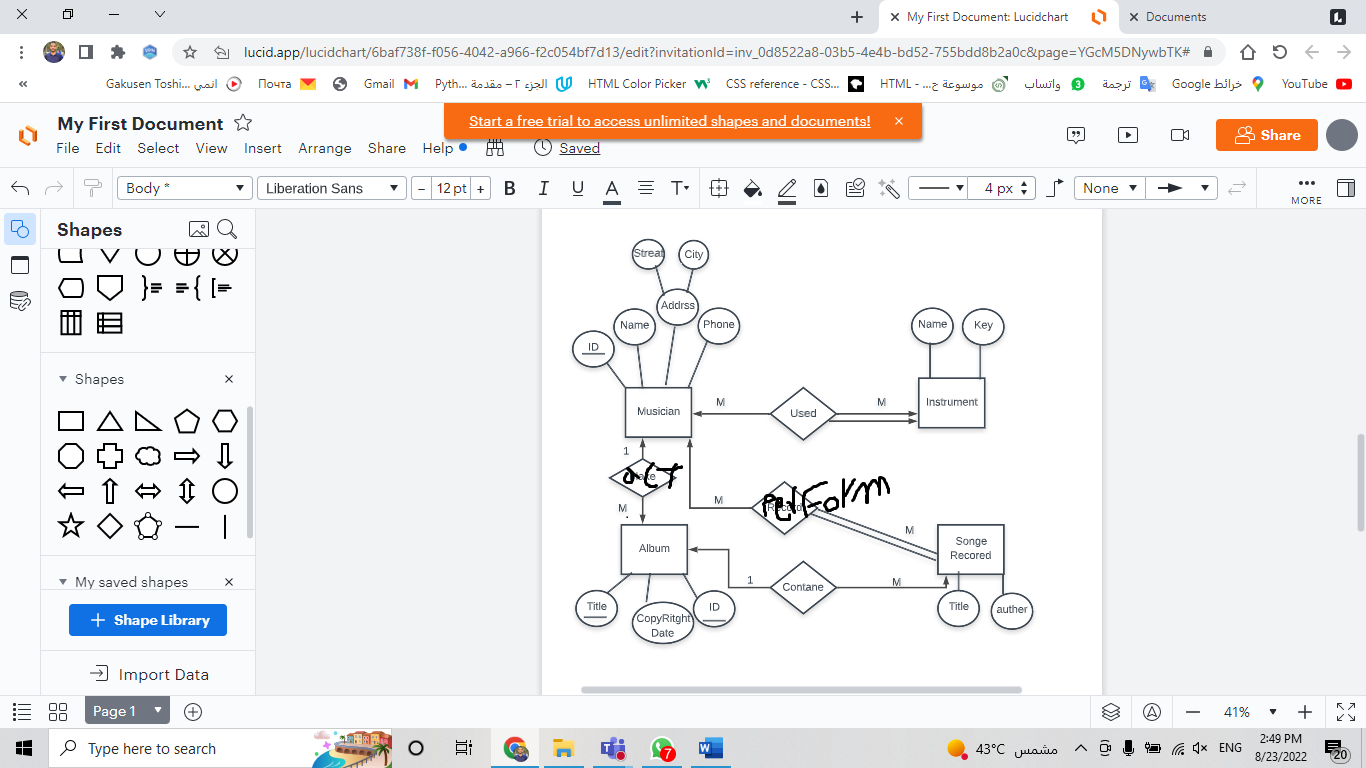 My First Document: Lucidchart
Documents
lucid.app/lucidchart/6baf738f-f056-4042-a966-f2c054bf7d13/edit?invitationId=inv_0d8522a8-03b5-4e4b-bd52-755bdd8b2a0c&page=YGcM5DNywbTK#
Gakusen Toshi... انمي
Почта
Gmail
Pyth... الجزء ٢ – مقدمة
HTML Color Picker
CSS reference - CSS...
HTML - موسوعة ح...
واتساب
3
ترجمة
خرائط Google
YouTube
Start a free trial to access unlimited shapes and documents!
My First Document
File Edit Select View Insert Arrange Share Help
Saved
Share
Body *
Liberation Sans
− 12 pt +
B I U A T
4 px
None
MORE
Shapes
Shapes
My saved shapes
+ Shape Library
Import Data
Streat
City
Addrss
Name
Phone
ID
Name
Key
Musician
M
Used
M
Instrument
1
act
M
perForm
M
M
Album
Songe
Recored
1
Contane
M
Title
CopyRitght
Date
ID
Title
auther
Page 1
41%
Type here to search
7
43°C مشمس
ENG
2:49 PM
8/23/2022
20